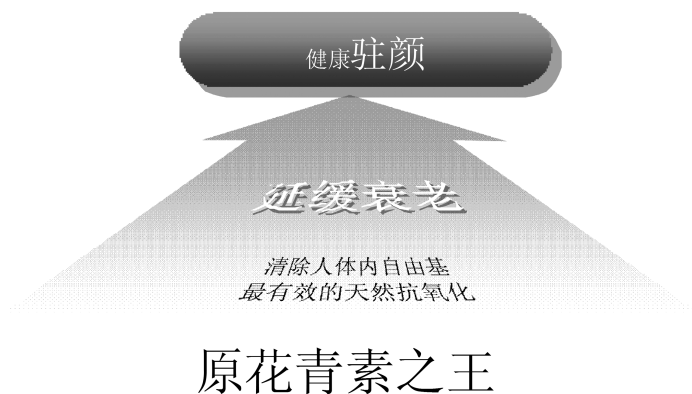 健康驻颜
延缓衰老
清除人体内自由基
最有效的天然抗氧化
原花青素之王